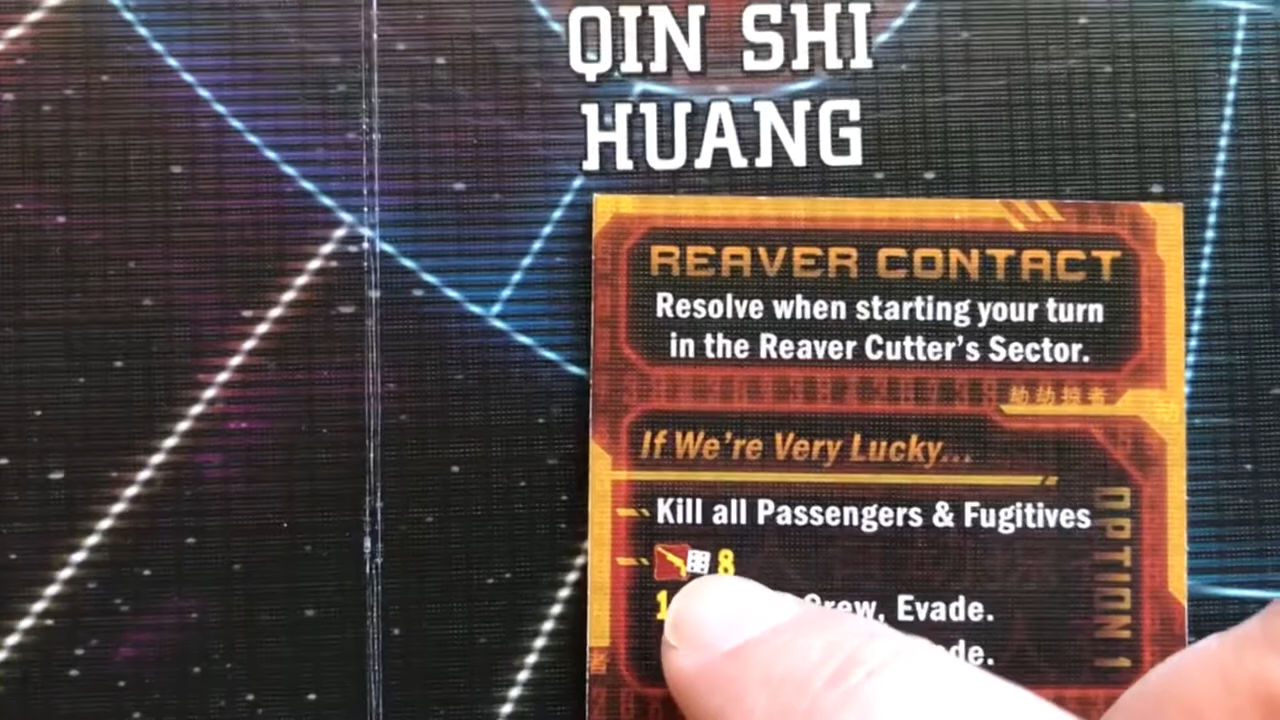 QIN SHI
HUANG
REAVER CONTACT
Resolve when starting your turn
in the Reaver Cutter's Sector.
If We're Very Lucky...
Kill all Passengers & Fugitives
8
1 Crew, Evade.
OPTION 1